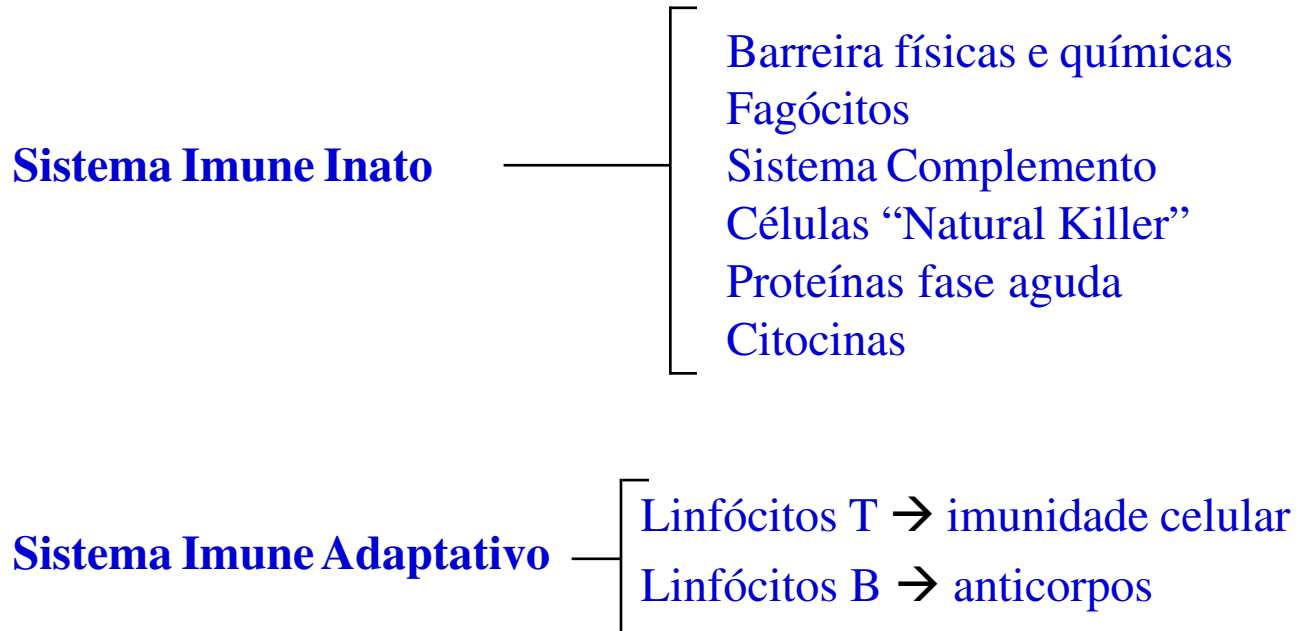 Sistema Imune Inato
Barreira físicas e químicas
Fagócitos
Sistema Complemento
Células “Natural Killer”
Proteínas fase aguda
Citocinas
Sistema Imune Adaptativo
Linfócitos T → imunidade celular
Linfócitos B → anticorpos